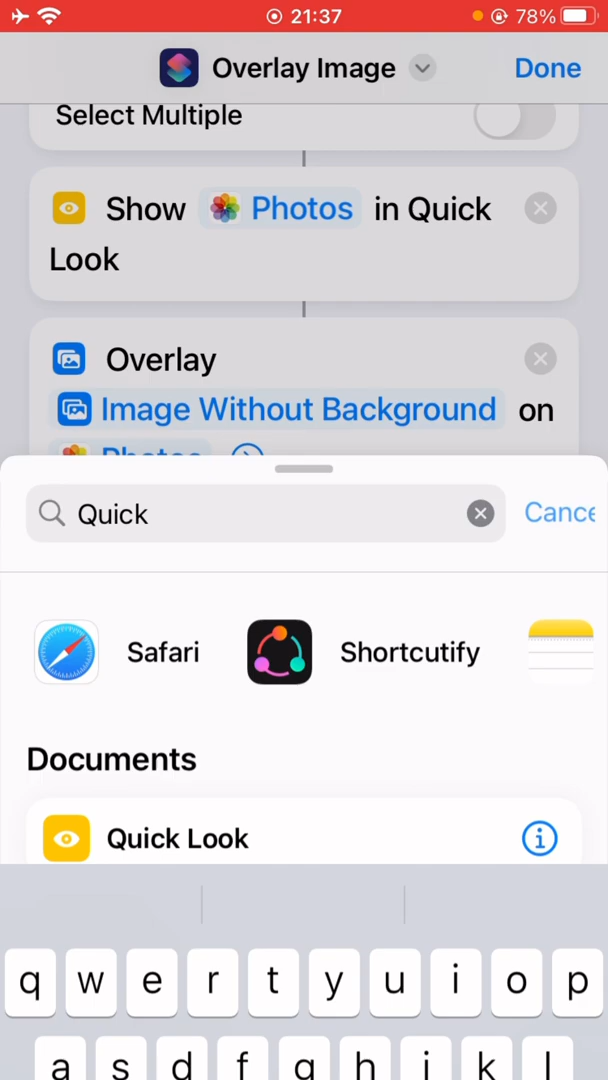 21:37
78%
Overlay Image
Done
Select Multiple
Show Photos in Quick
Look
Overlay
Image Without Background on
Photos
Quick
Cance
Safari
Shortcutify
Documents
Quick Look
q w e r t y u i o p
a s d f g h j k l